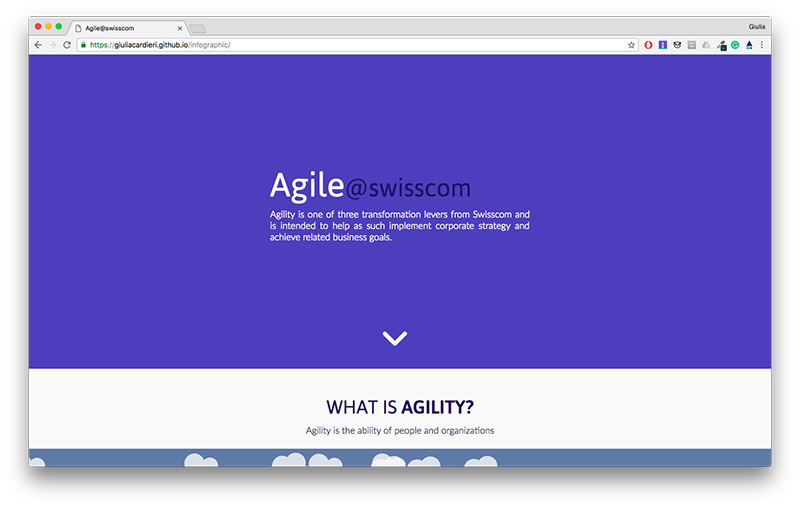 Agile@swisscom
Giulia
https://giuliacardieri.github.io/infographic/
Agile@swisscom
Agility is one of three transformation levers from Swisscom and
is intended to help as such implement corporate strategy and
achieve related business goals.
WHAT IS AGILITY?
Agility is the ability of people and organizations